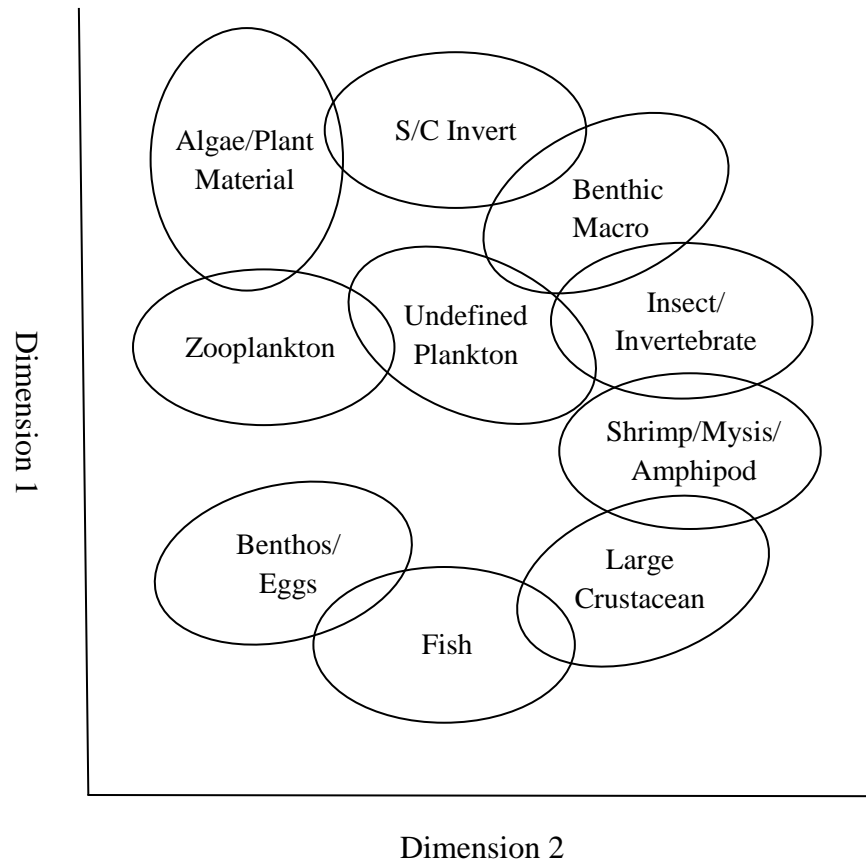 Algae/Plant
Material
S/C Invert
Benthic
Macro
Zooplankton
Undefined
Plankton
Insect/
Invertebrate
Shrimp/Mysis/
Amphipod
Benthos/
Eggs
Large
Crustacean
Fish
Dimension 1
Dimension 2